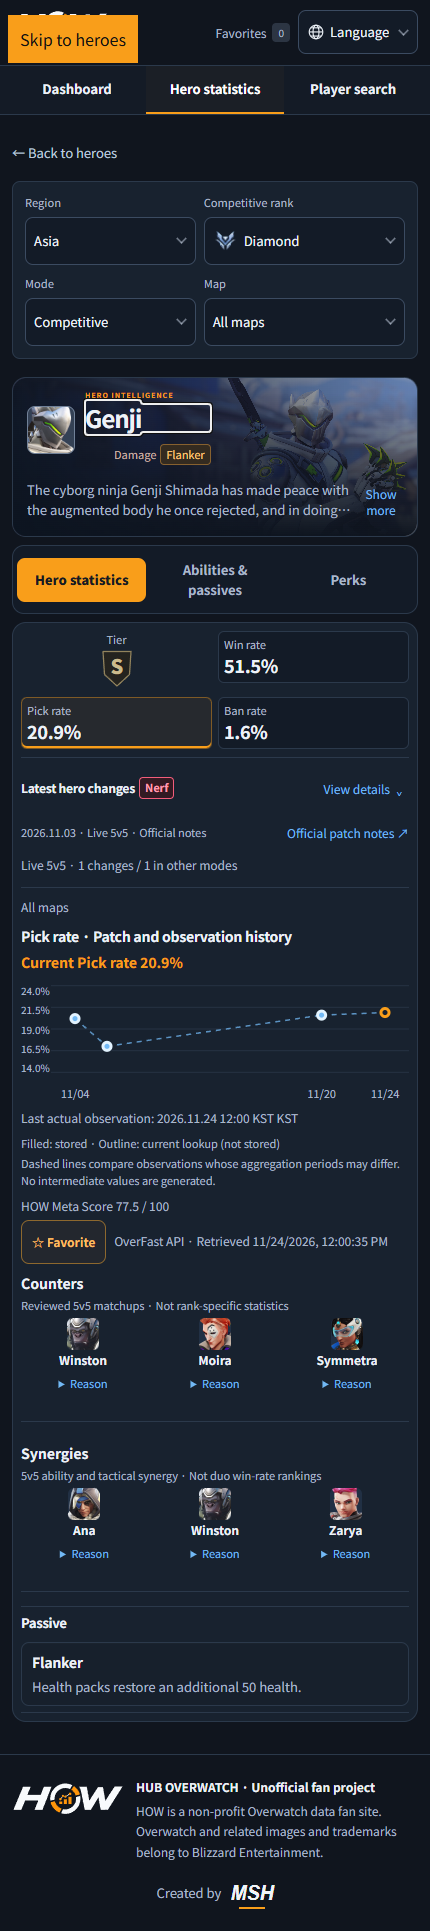 Skip to heroes
Favorites 0
Language
Dashboard
Hero statistics
Player search
← Back to heroes
Region
Competitive rank
Asia
Diamond
Mode
Map
Competitive
All maps
HERO INTELLIGENCE
Genji
Damage Flanker
The cyborg ninja Genji Shimada has made peace with
the augmented body he once rejected, and in doing…
Show
more
Hero statistics
Abilities &
passives
Perks
Tier
S
Win rate
51.5%
Pick rate
20.9%
Ban rate
1.6%
Latest hero changes Nerf
View details
2026.11.03 · Live 5v5 · Official notes
Official patch notes ↗
Live 5v5 · 1 changes / 1 in other modes
All maps
Pick rate · Patch and observation history
Current Pick rate 20.9%
24.0%
21.5%
19.0%
16.5%
14.0%
11/04
11/20
11/24
Last actual observation: 2026.11.24 12:00 KST KST
Filled: stored · Outline: current lookup (not stored)
Dashed lines compare observations whose aggregation periods may differ.
No intermediate values are generated.
HOW Meta Score 77.5 / 100
☆ Favorite
OverFast API · Retrieved 11/24/2026, 12:00:35 PM
Counters
Reviewed 5v5 matchups · Not rank-specific statistics
Winston
Moira
Symmetra
▶ Reason
▶ Reason
▶ Reason
Synergies
5v5 ability and tactical synergy · Not duo win-rate rankings
Ana
Winston
Zarya
▶ Reason
▶ Reason
▶ Reason
Passive
Flanker
Health packs restore an additional 50 health.
HOW
HUB OVERWATCH · Unofficial fan project
HOW is a non-profit Overwatch data fan site.
Overwatch and related images and trademarks
belong to Blizzard Entertainment.
Created by MSH